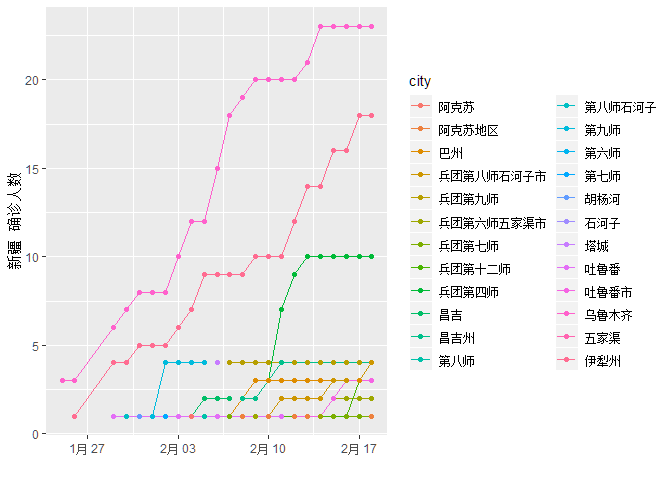 新疆 确诊人数
20
15
10
5
0
1月 27
2月 03
2月 10
2月 17
city
阿克苏
阿克苏地区
巴州
兵团第八师石河子市
兵团第九师
兵团第六师五家渠市
兵团第七师
兵团第十二师
兵团第四师
昌吉
昌吉州
第八师
第八师石河子
第九师
第六师
第七师
胡杨河
石河子
塔城
吐鲁番
吐鲁番市
乌鲁木齐
五家渠
伊犁州